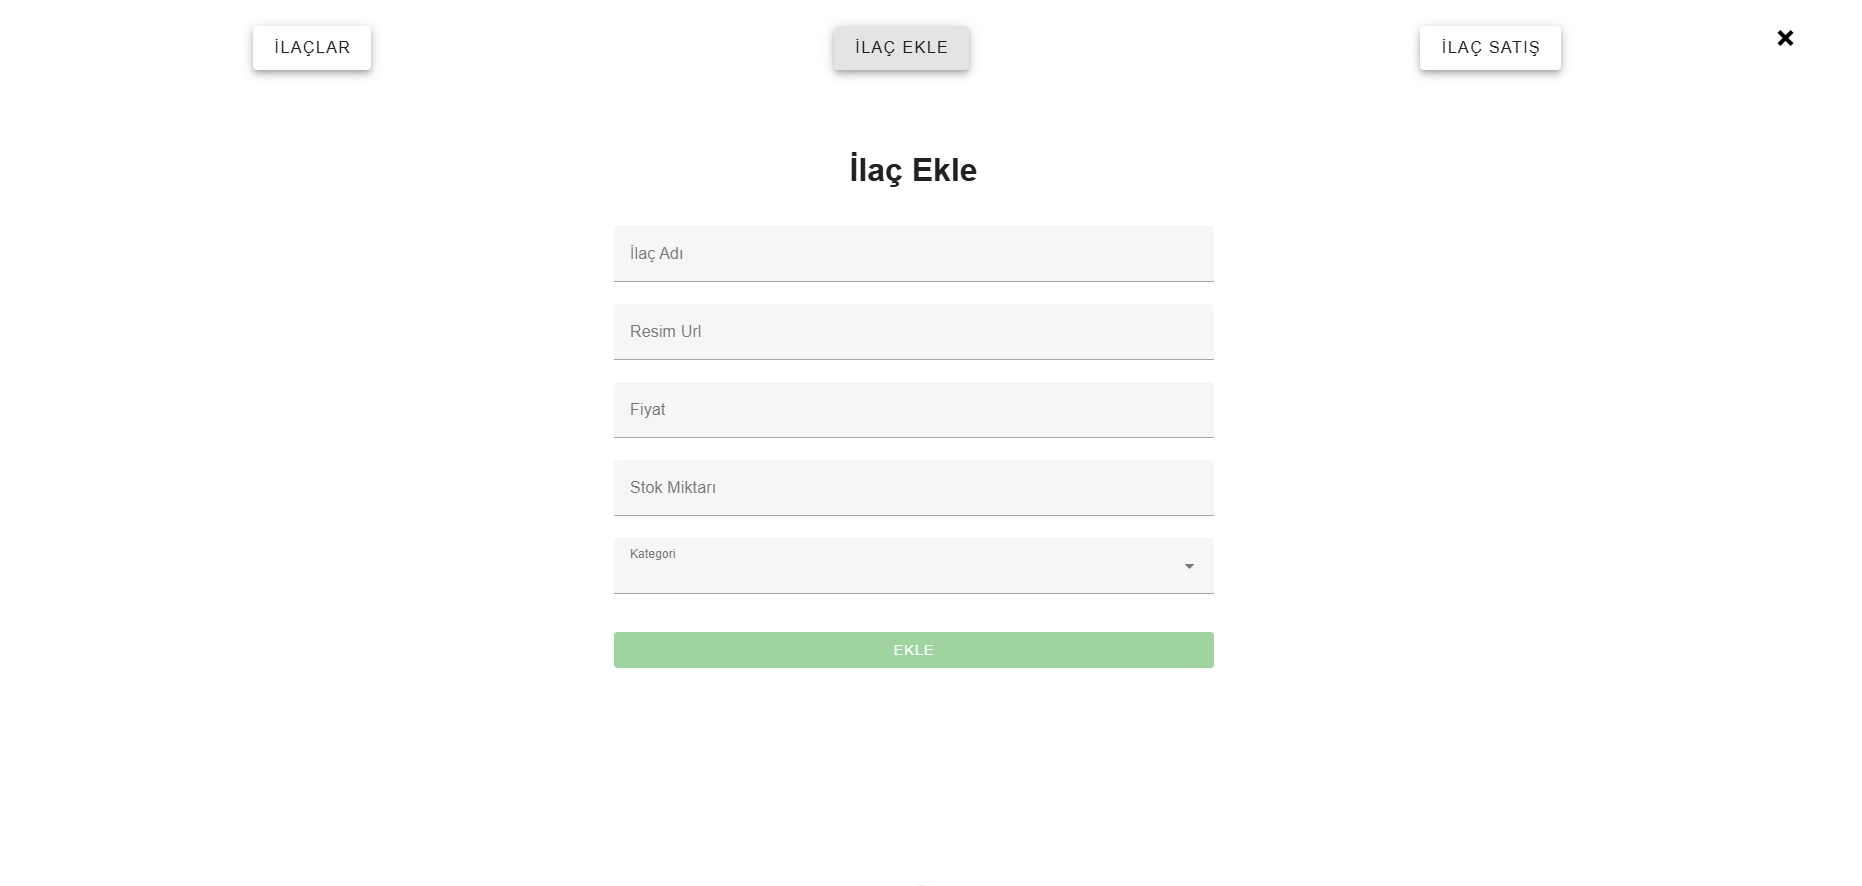 İLAÇLAR
İLAÇ EKLE
İLAÇ SATIŞ
İlaç Ekle
İlaç Adı
Resim Url
Fiyat
Stok Miktarı
Kategori
EKLE